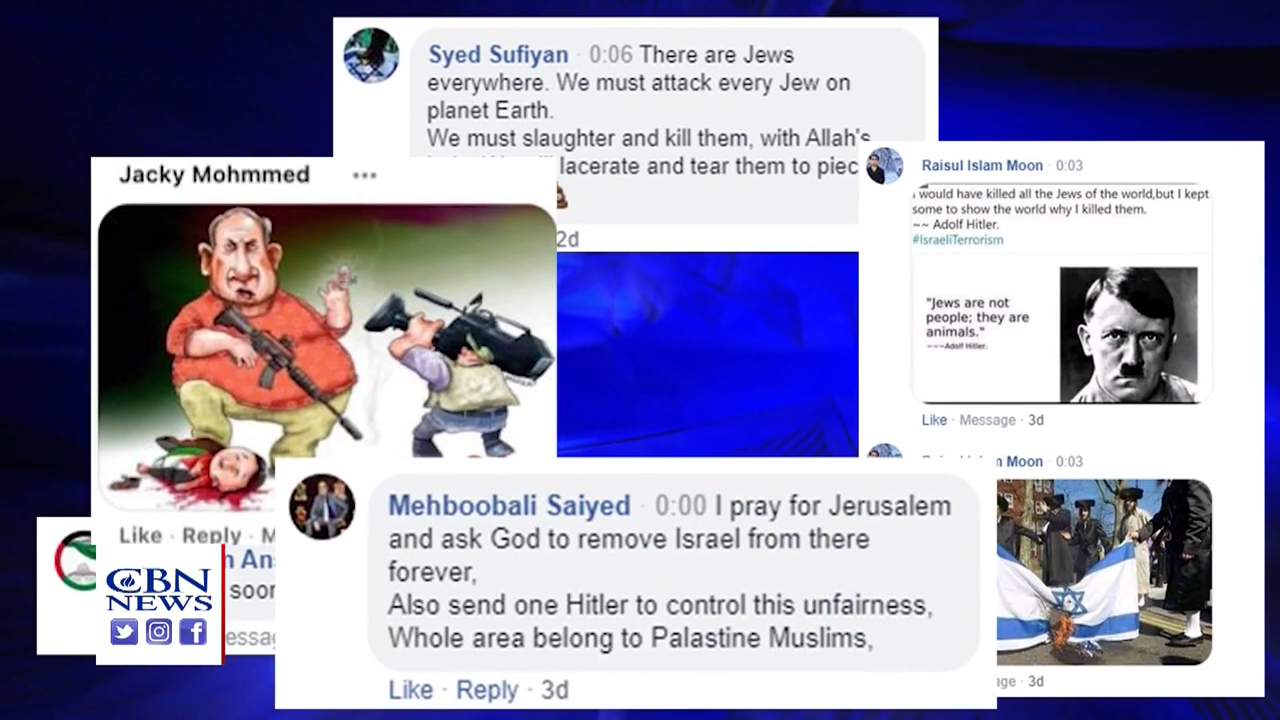 Syed Sufiyan · 0:06 There are Jews
everywhere. We must attack every Jew on
planet Earth.
We must slaughter and kill them, with Allah's
lacerate and tear them to piec
2d
Jacky Mohmmed
Like · Reply · M
Raisul Islam Moon · 0:03
I would have killed all the Jews of the world,but I kept
some to show the world why I killed them.
~~ Adolf Hitler.
#IsraeliTerrorism
"Jews are not
people; they are
animals."
~~~Adolf Hitler.
Like · Message · 3d
Moon · 0:03
age · 3d
n Ans
soon
essag
CBN
NEWS
Mehboobali Saiyed · 0:00 I pray for Jerusalem
and ask God to remove Israel from there
forever,
Also send one Hitler to control this unfairness,
Whole area belong to Palastine Muslims,
Like · Reply · 3d